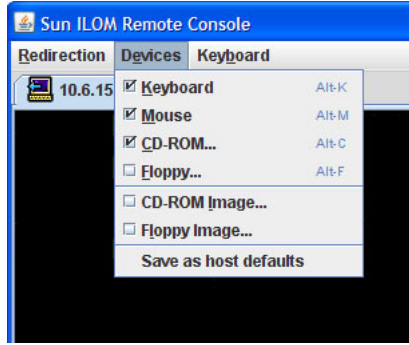 Sun ILOM Remote Console
Redirection Devices Keyboard
10.6.15
Keyboard Alt-K
Mouse Alt-M
CD-ROM... Alt-C
Floppy... Alt-F
CD-ROM Image...
Floppy Image...
Save as host defaults